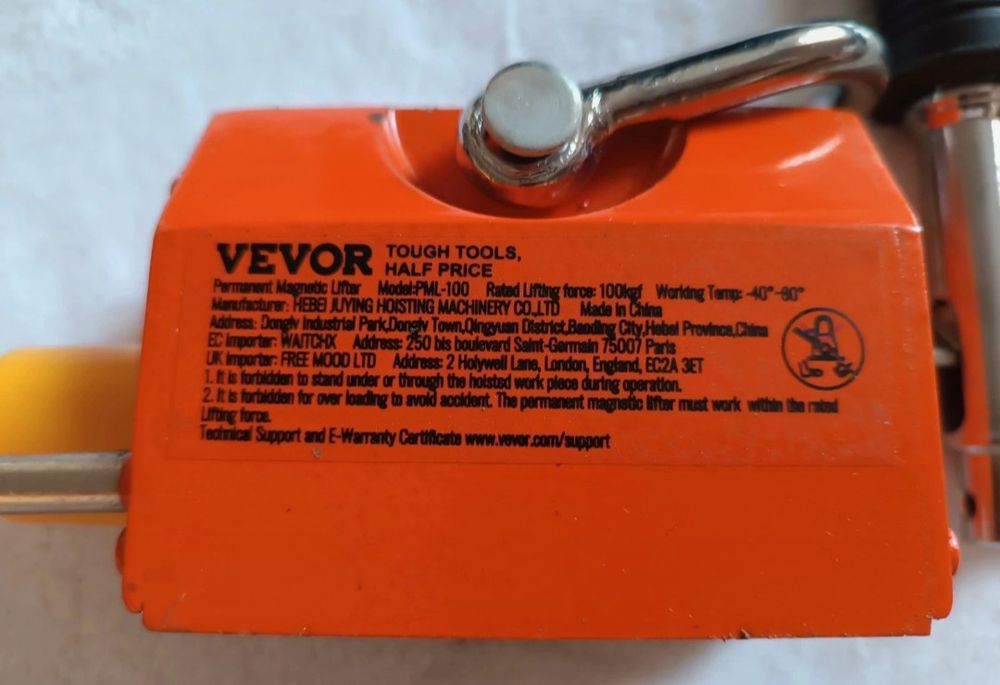 VEVOR TOUGH TOOLS,
HALF PRICE
Permanent Magnetic Lifter Model:PML-100 Rated Lifting force: 100kgf Working Temp: -40°-80°
Manufacturer: HEBEI JUYING HOISTING MACHINERY CO.,LTD Made in China
Address: Donglv Industrial Park,Donglv Town,Qingyuan District,Baoding City,Hebei Province,China
EC importer: WAITCHX Address: 250 bis boulevard Saint-Germain 75007 Paris
UK importer: FREE MOOD LTD Address: 2 Holywell Lane, London, England, EC2A 3ET
1. It is forbidden to stand under or through the hoisted work piece during operation.
2. It is forbidden for over loading to avoid accident. The permanent magnetic lifter must work within the rated
Lifting force.
Technical Support and E-Warranty Certificate www.vevor.com/support